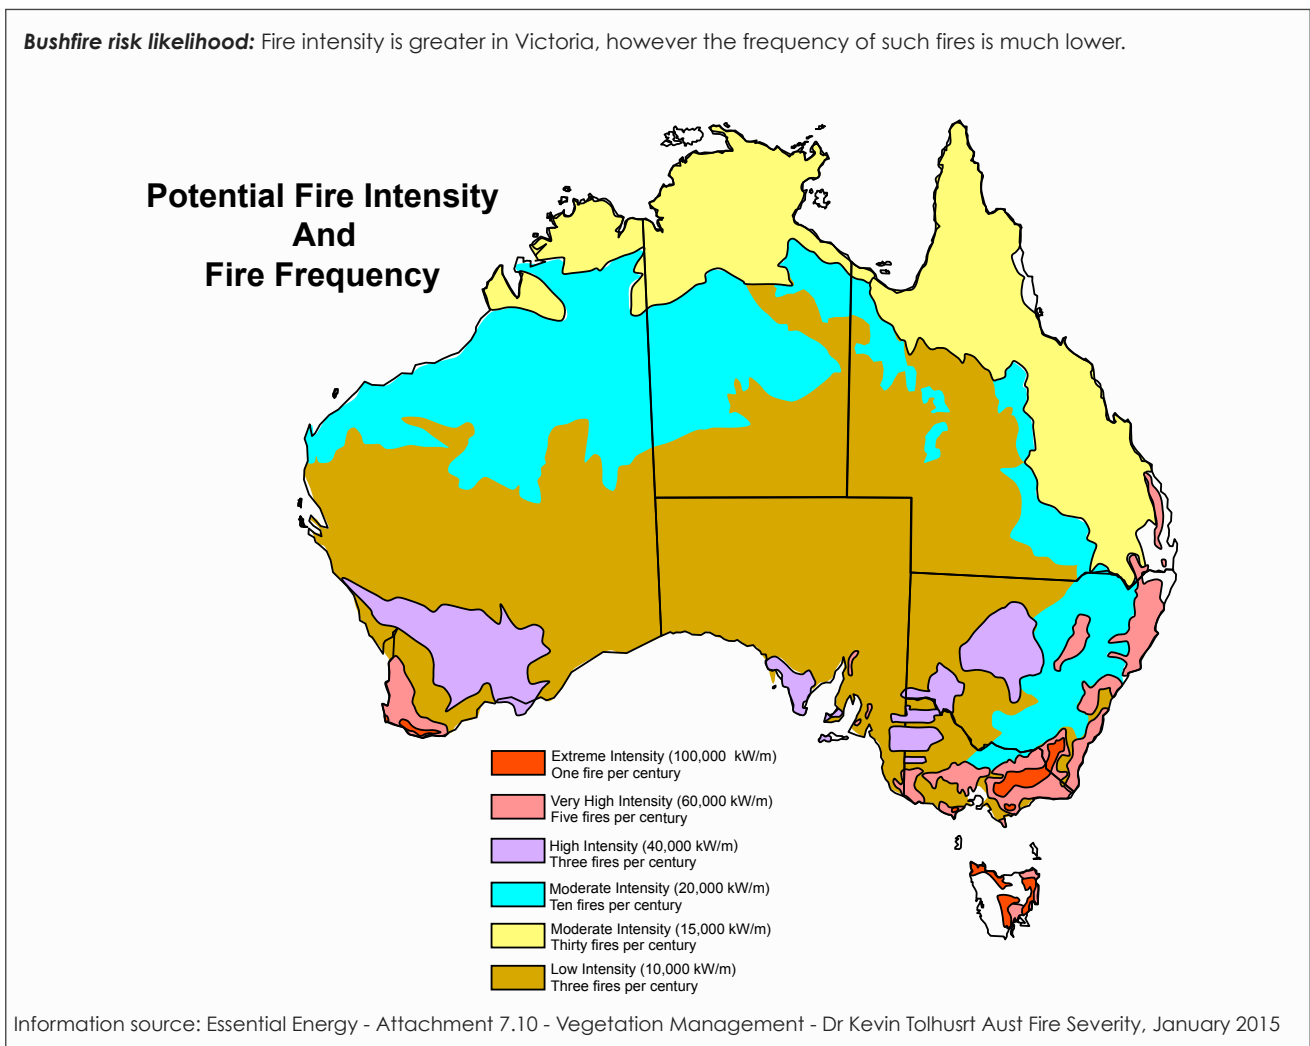 Bushfire risk likelihood: Fire intensity is greater in Victoria, however the frequency of such fires is much lower.
Potential Fire Intensity
And
Fire Frequency
Extreme Intensity (100,000 kW/m)
One fire per century
Very High Intensity (60,000 kW/m)
Five fires per century
High Intensity (40,000 kW/m)
Three fires per century
Moderate Intensity (20,000 kW/m)
Ten fires per century
Moderate Intensity (15,000 kW/m)
Thirty fires per century
Low Intensity (10,000 kW/m)
Three fires per century
Information source: Essential Energy - Attachment 7.10 - Vegetation Management - Dr Kevin Tolhusrt Aust Fire Severity, January 2015